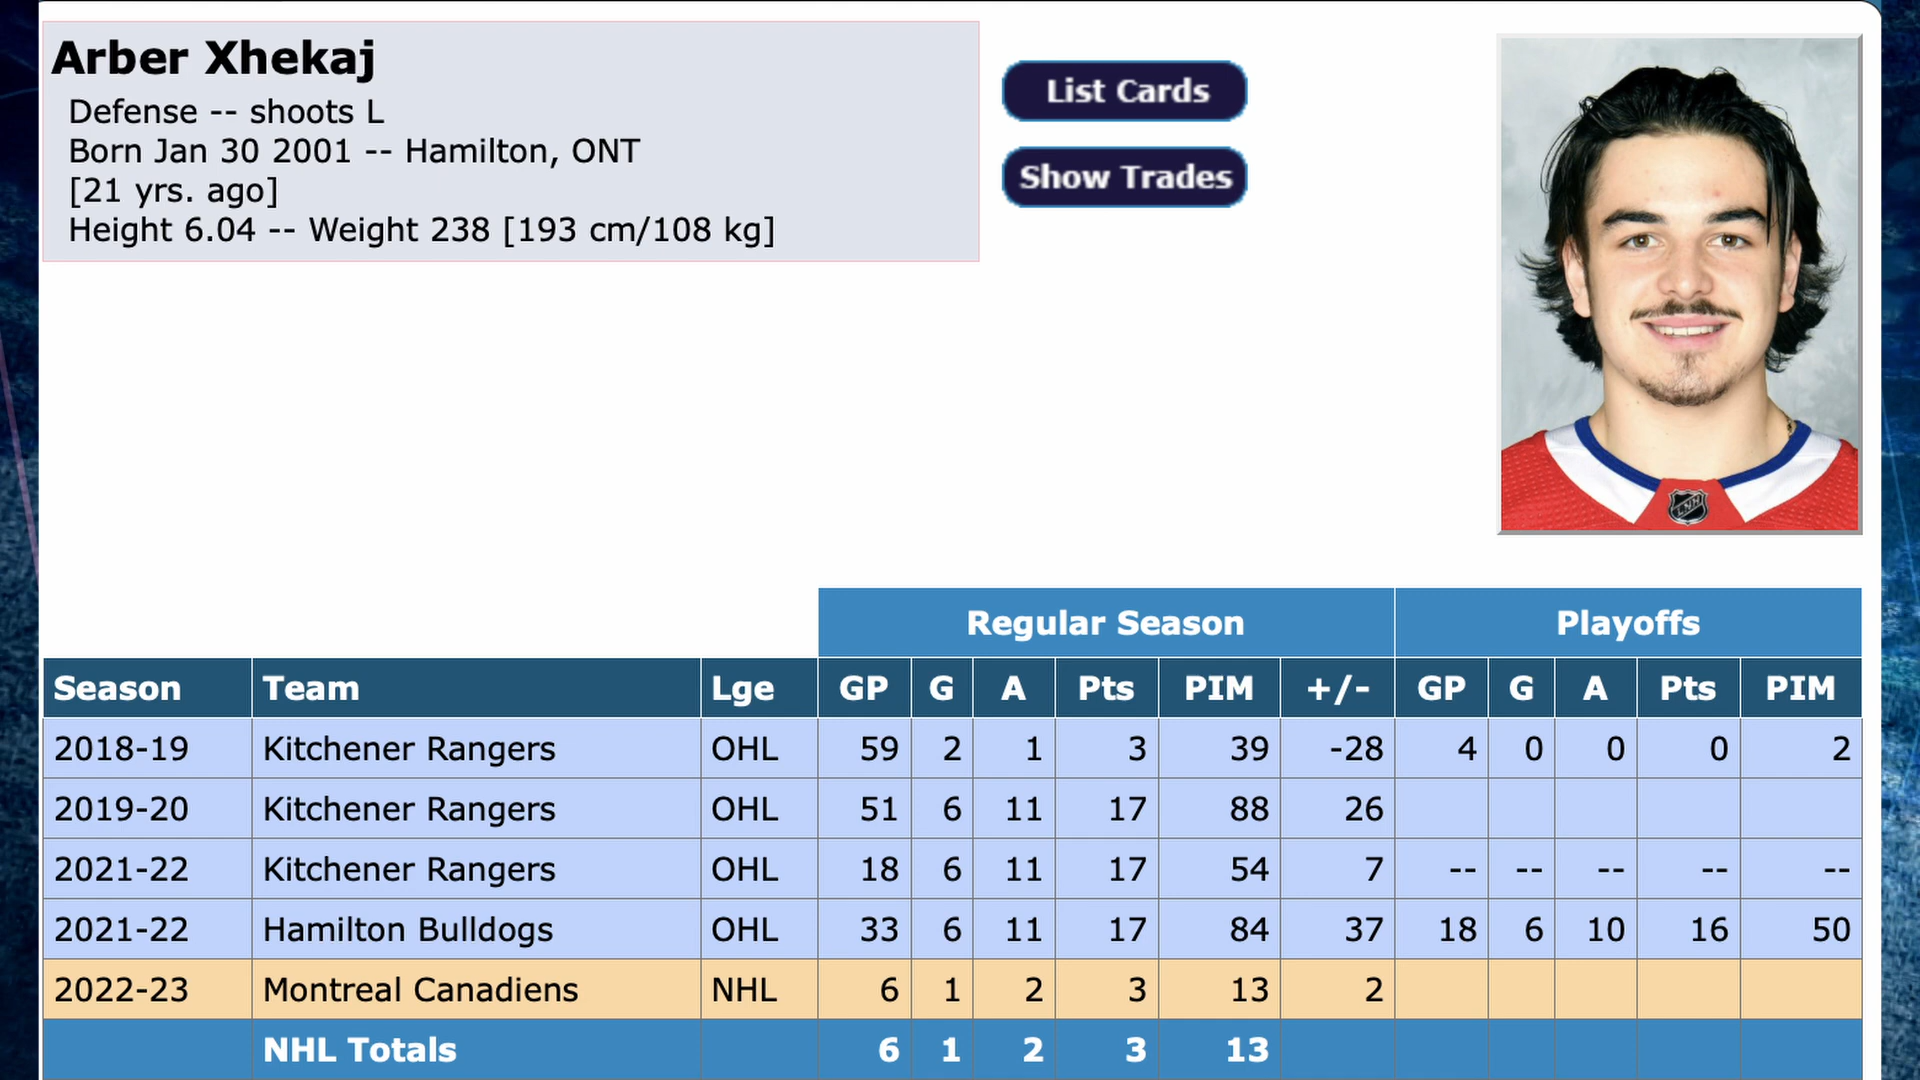 Arber Xhekaj
Defense -- shoots L
Born Jan 30 2001 -- Hamilton, ONT
[21 yrs. ago]
Height 6.04 -- Weight 238 [193 cm/108 kg]
List Cards
Show Trades
Regular Season Playoffs
Season Team Lge GP G A Pts PIM +/- GP G A Pts PIM
2018-19 Kitchener Rangers OHL 59 2 1 3 39 -28 4 0 0 0 2
2019-20 Kitchener Rangers OHL 51 6 11 17 88 26
2021-22 Kitchener Rangers OHL 18 6 11 17 54 7 -- -- -- -- --
2021-22 Hamilton Bulldogs OHL 33 6 11 17 84 37 18 6 10 16 50
2022-23 Montreal Canadiens NHL 6 1 2 3 13 2
NHL Totals 6 1 2 3 13